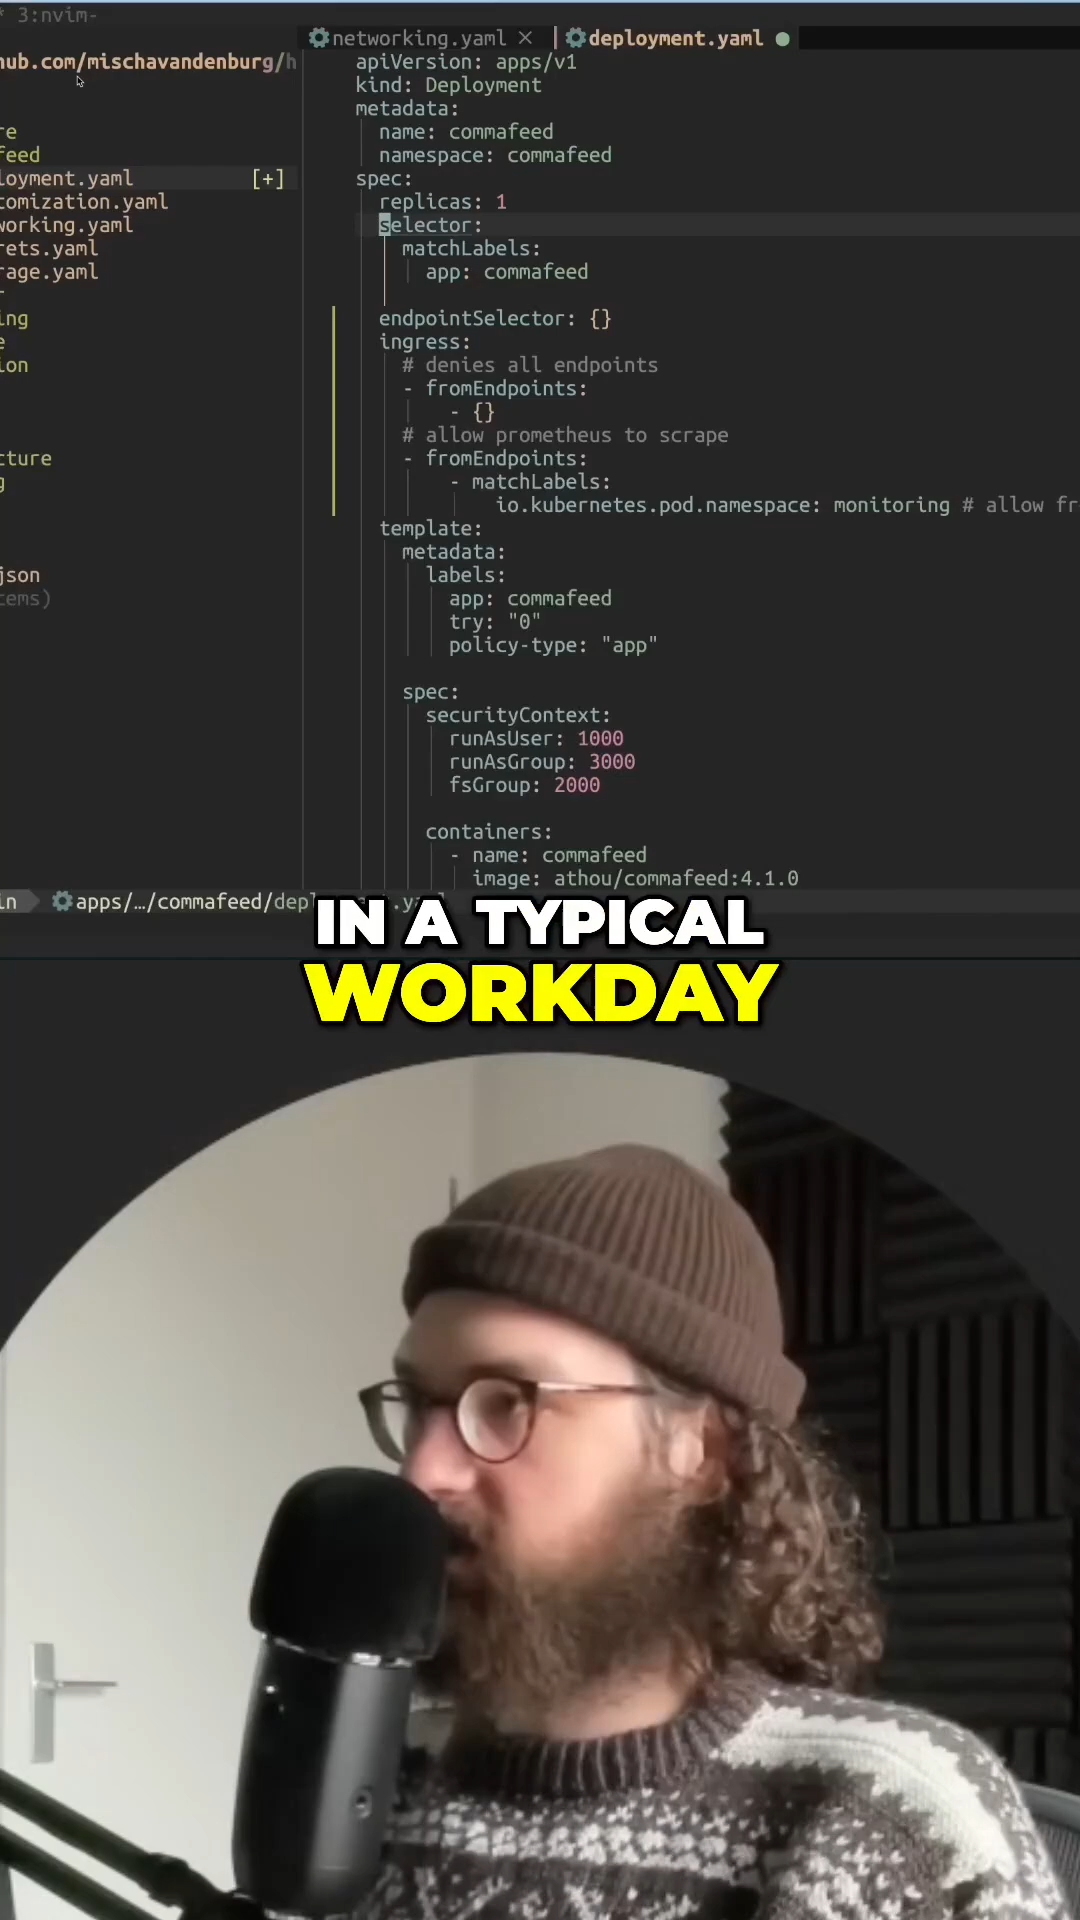 * 3:nvim-
networking.yaml × deployment.yaml
hub.com/mischavandenburg/h
apiVersion: apps/v1
kind: Deployment
metadata:
re
name: commafeed
feed
namespace: commafeed
loyment.yaml [+]
spec:
tomization.yaml
replicas: 1
working.yaml
selector:
rets.yaml
matchLabels:
rage.yaml
app: commafeed
ing
endpointSelector: {}
e
ingress:
ion
# denies all endpoints
- fromEndpoints:
- {}
# allow prometheus to scrape
cture
- fromEndpoints:
g
- matchLabels:
io.kubernetes.pod.namespace: monitoring # allow fr
template:
metadata:
json
labels:
tems)
app: commafeed
try: "0"
policy-type: "app"
spec:
securityContext:
runAsUser: 1000
runAsGroup: 3000
fsGroup: 2000
containers:
- name: commafeed
image: athou/commafeed:4.1.0
in apps/…/commafeed/dep
IN A TYPICAL
WORKDAY